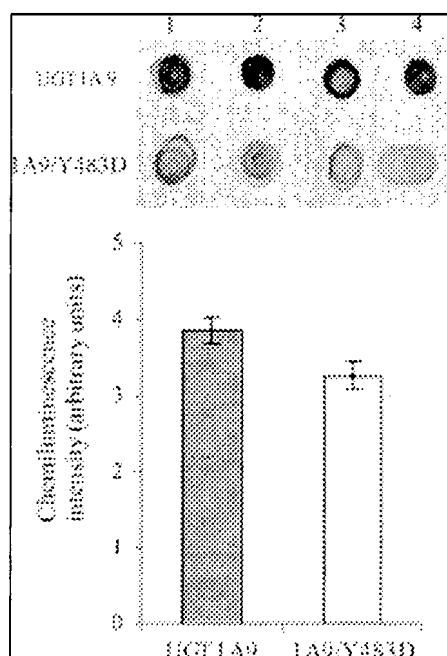 1 2 3 4
UGT1A9
1A9/Y483D
Chemiluminescence
intensity (arbitrary units)
5
4
3
2
1
0
UGT1A9 1A9/Y483D